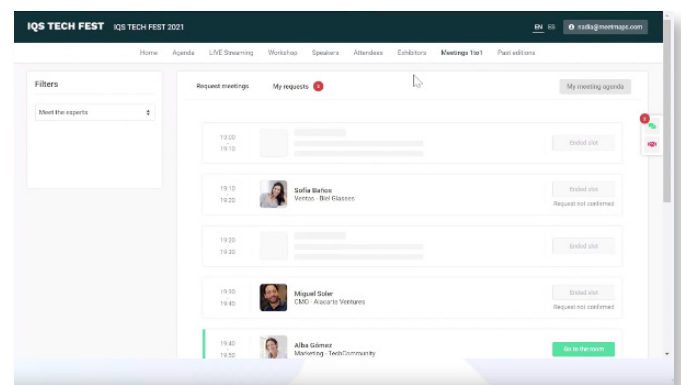 IQS TECH FEST IQS TECH FEST 2021 EN ES nadia@meetmaps.com
Home Agenda LIVE Streaming Workshop Speakers Attendees Exhibitors Meetings 1to1 Past editions
Filters
Meet the experts
Request meetings My requests My meeting agenda
19:00
19:10
Ended slot
19:10
19:20
Sofia Baños
Ventas - Biel Glasses
Ended slot
Request not confirmed
19:20
19:30
Ended slot
19:30
19:40
Miguel Soler
CMO - Alacarte Ventures
Ended slot
Request not confirmed
19:40
19:50
Alba Gómez
Marketing - TechCommunity
Go to the room